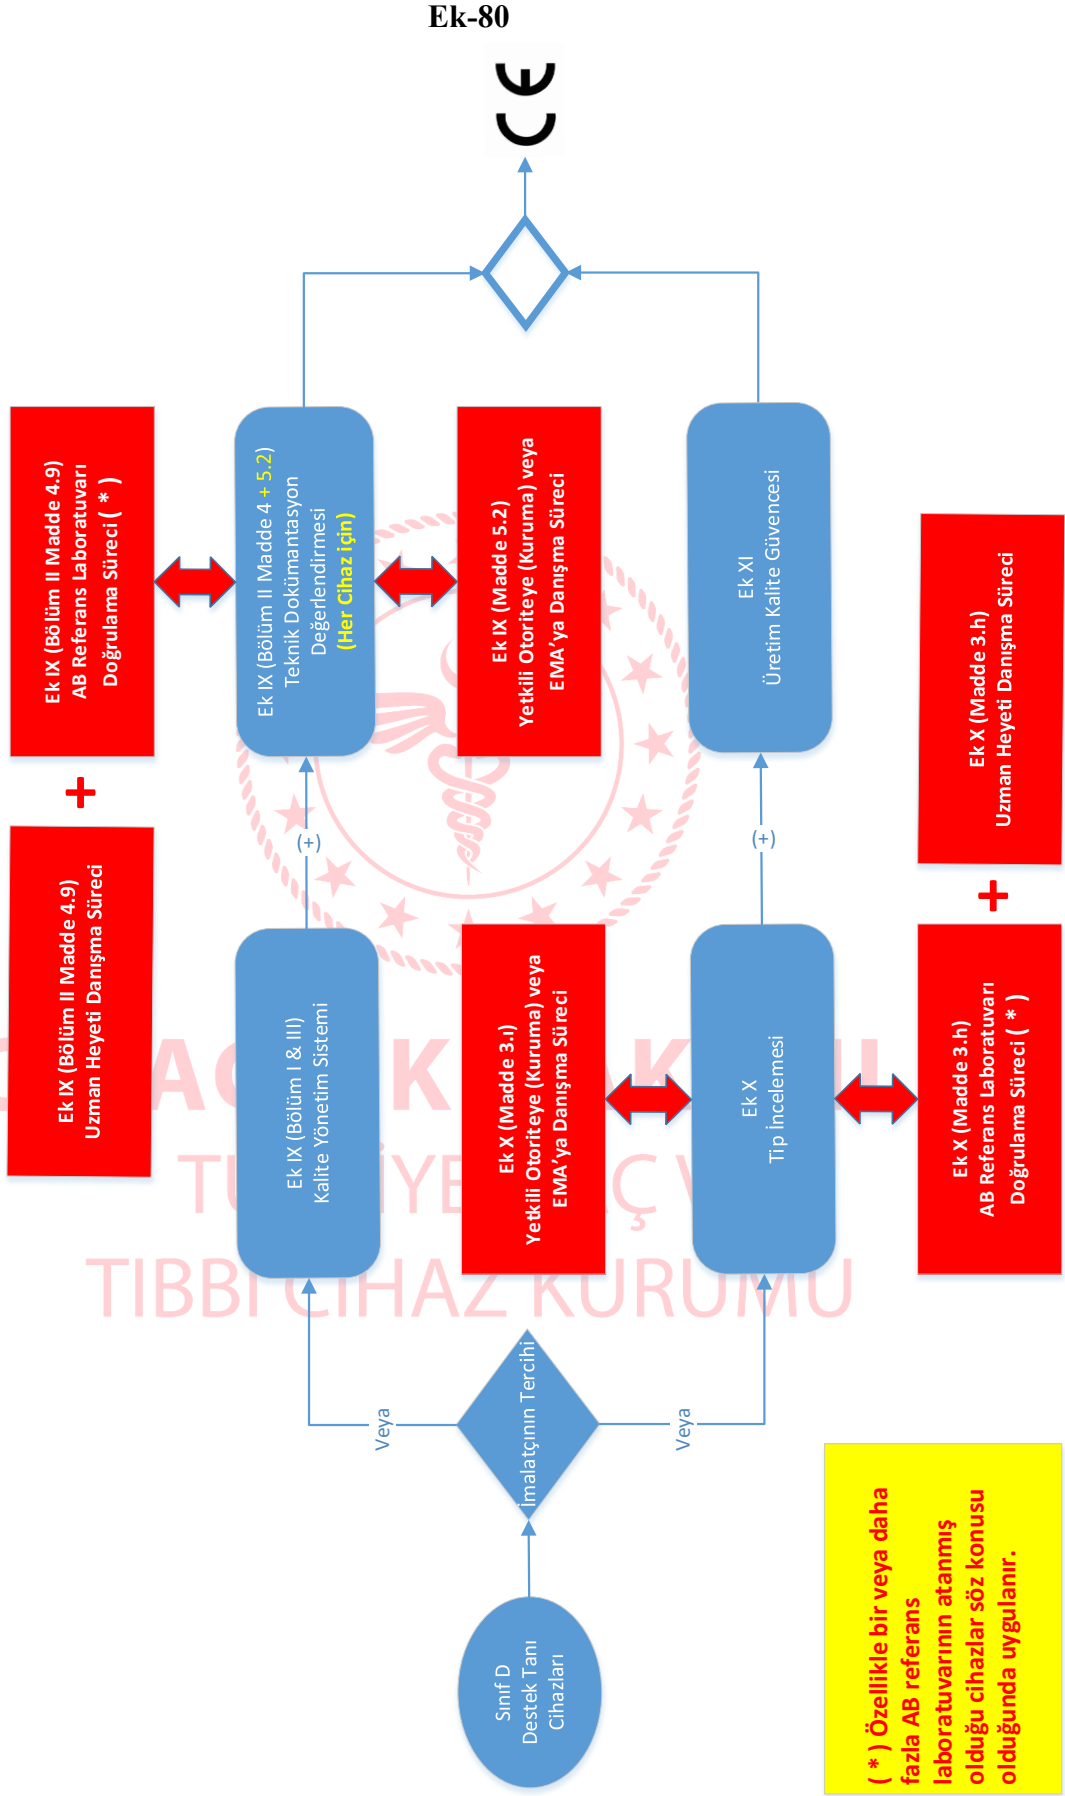 Ek-80
CE
Sınıf D
Destek Tanı
Cihazları
İmalatçının Tercihi
Veya
Veya
Ek IX (Bölüm I & III)
Kalite Yönetim Sistemi
(+)
Ek IX (Bölüm II Madde 4 + 5.2)
Teknik Dokümantasyon
Değerlendirmesi
(Her Cihaz için)
Ek IX (Bölüm II Madde 4.9)
Uzman Heyeti Danışma Süreci
+
Ek IX (Bölüm II Madde 4.9)
AB Referans Laboratuvarı
Doğrulama Süreci ( * )
Ek IX (Madde 5.2)
Yetkili Otoriteye (Kuruma) veya
EMA’ya Danışma Süreci
Ek X (Madde 3.ı)
Yetkili Otoriteye (Kuruma) veya
EMA’ya Danışma Süreci
Ek X
Tip İncelemesi
(+)
Ek XI
Üretim Kalite Güvencesi
Ek X (Madde 3.h)
AB Referans Laboratuvarı
Doğrulama Süreci ( * )
+
Ek X (Madde 3.h)
Uzman Heyeti Danışma Süreci
( * ) Özellikle bir veya daha
fazla AB referans
laboratuvarının atanmış
olduğu cihazlar söz konusu
olduğunda uygulanır.
TIBBİ CİHAZ KURUMU